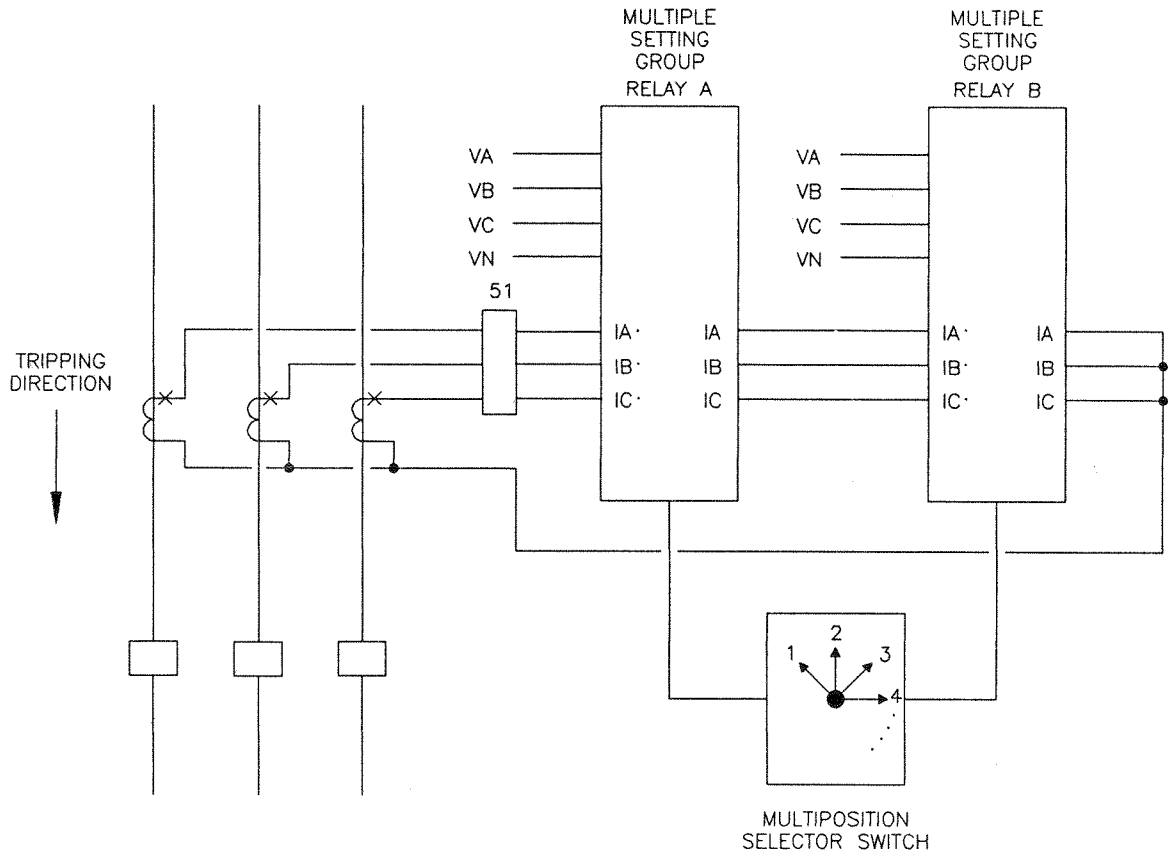 MULTIPLE
SETTING
GROUP
RELAY A
MULTIPLE
SETTING
GROUP
RELAY B
VA
VB
VC
VN
VA
VB
VC
VN
51
IA·
IB·
IC·
IA
IB
IC
IA·
IB·
IC·
IA
IB
IC
TRIPPING
DIRECTION
1
2
3
4
MULTIPOSITION
SELECTOR SWITCH